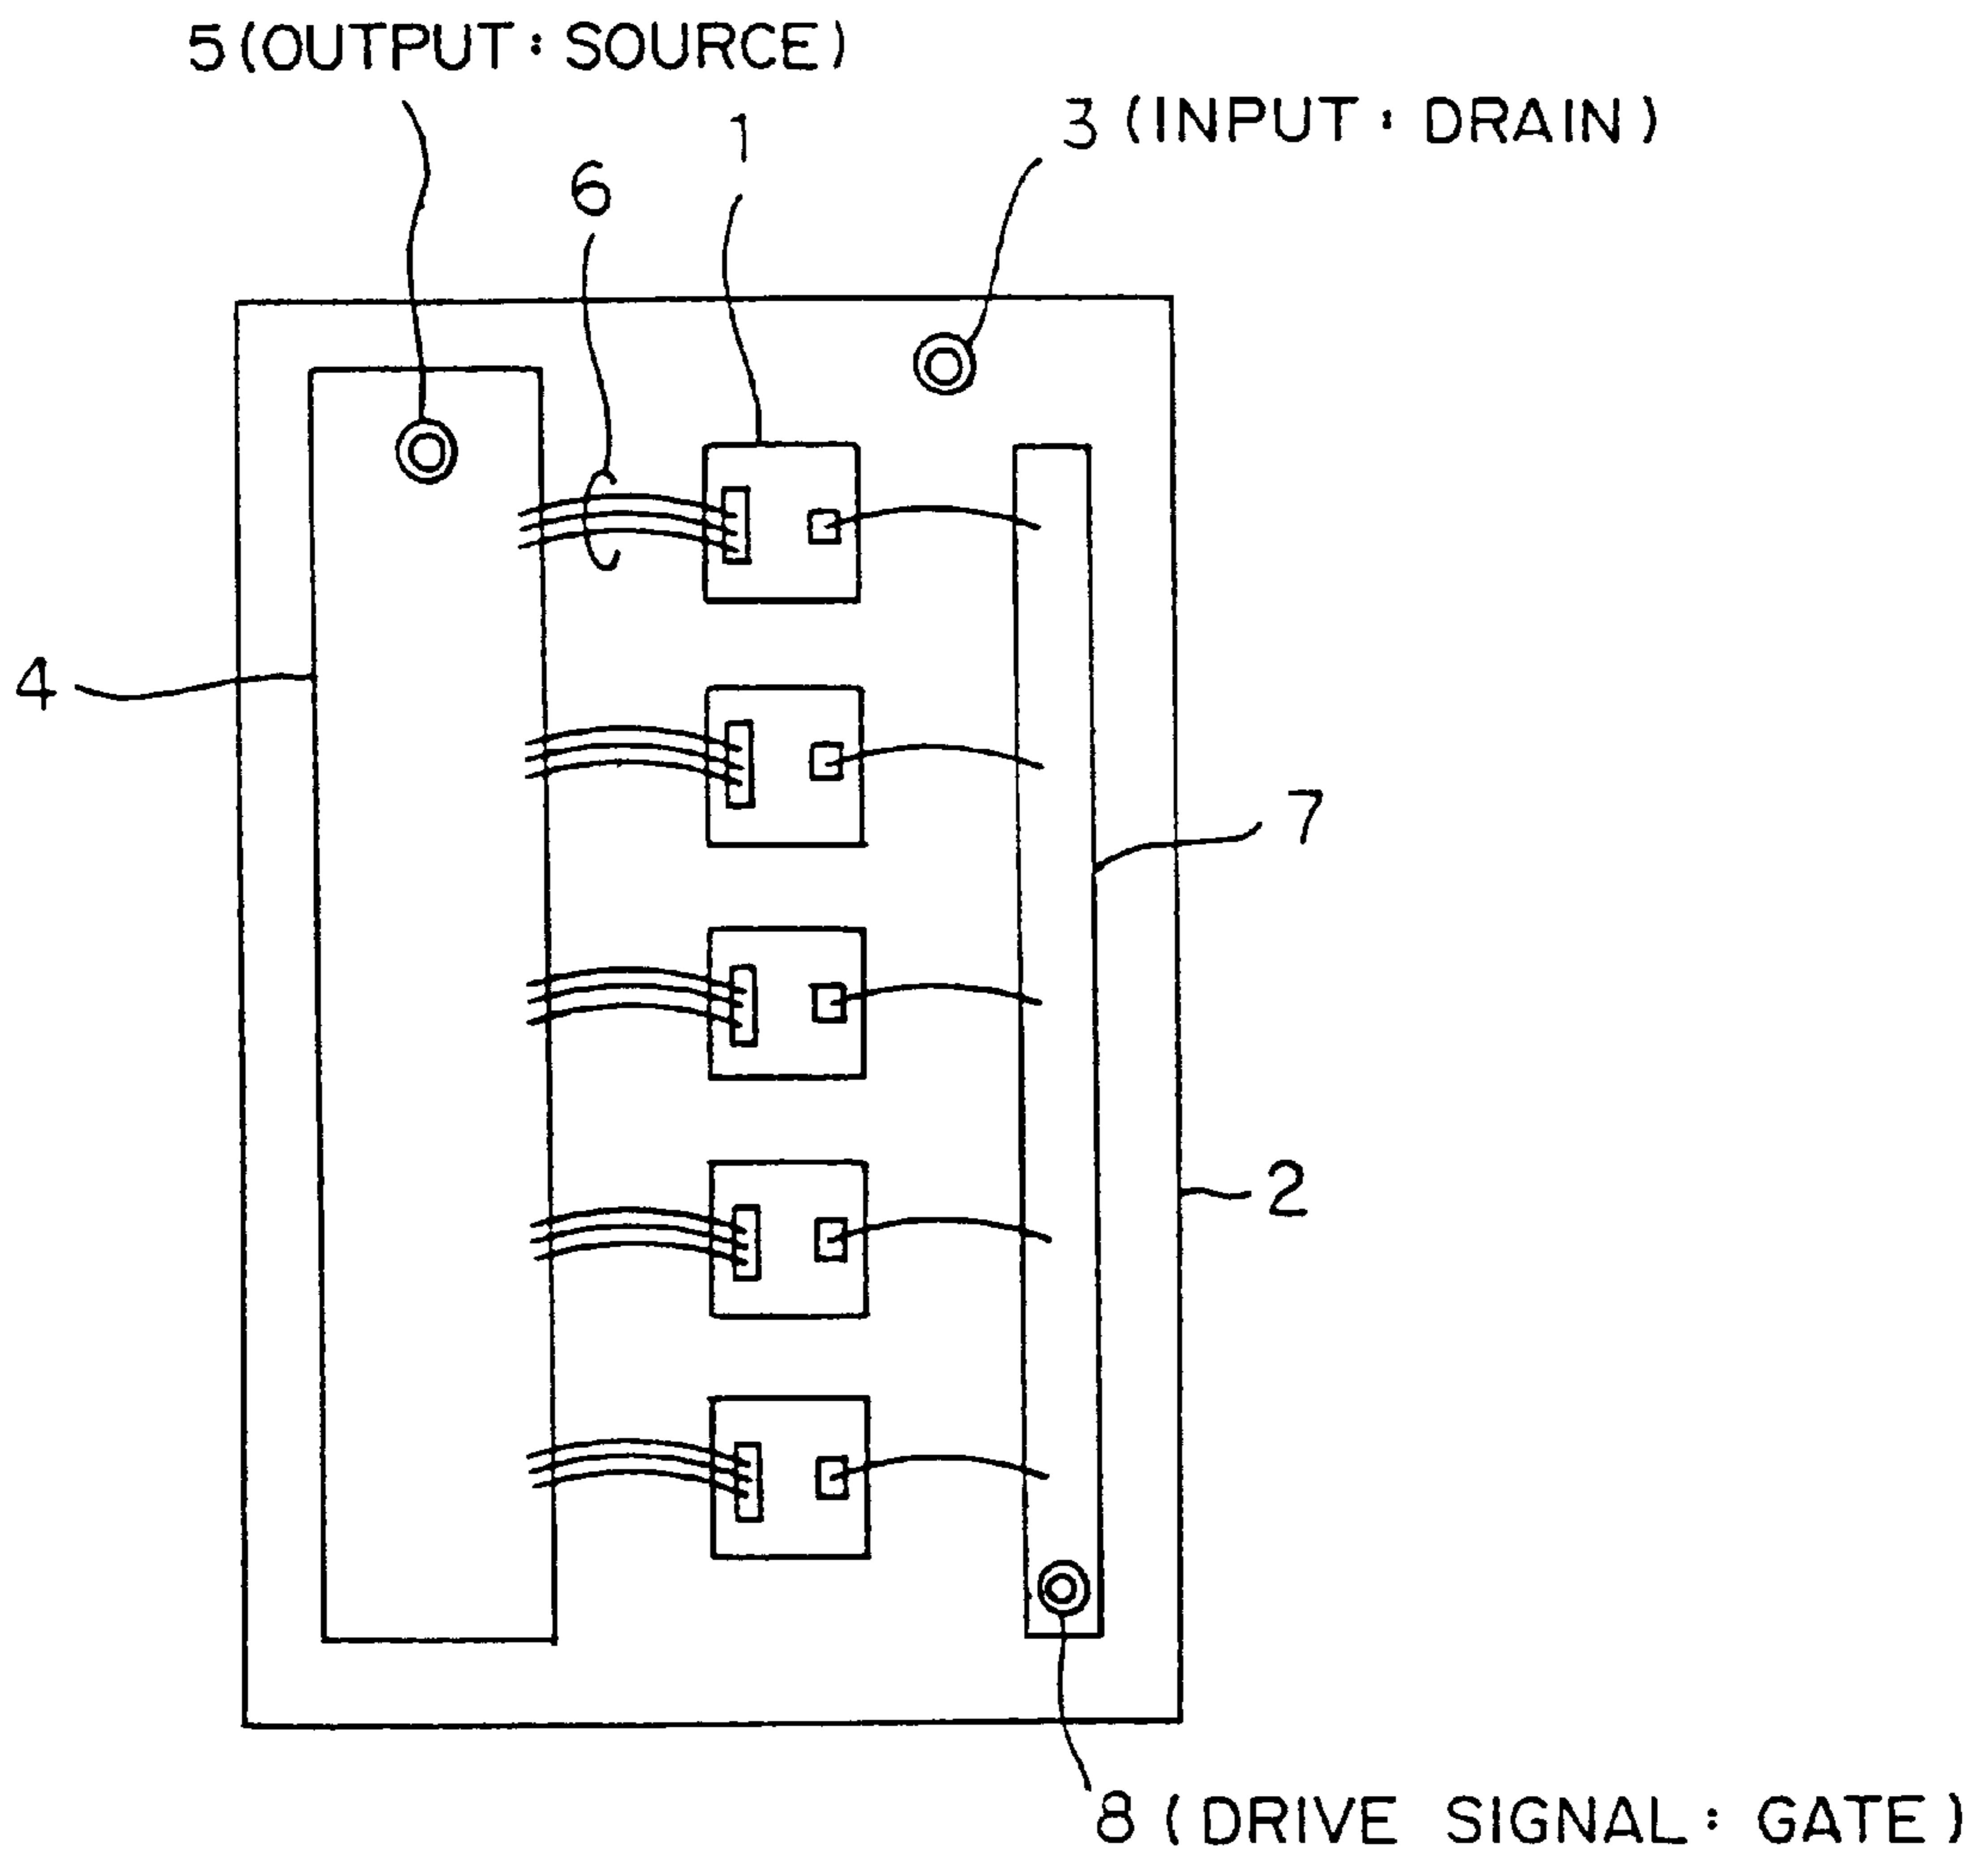 5 (OUTPUT : SOURCE)
3 (INPUT : DRAIN)
1
6
4
7
2
8 (DRIVE SIGNAL : GATE)